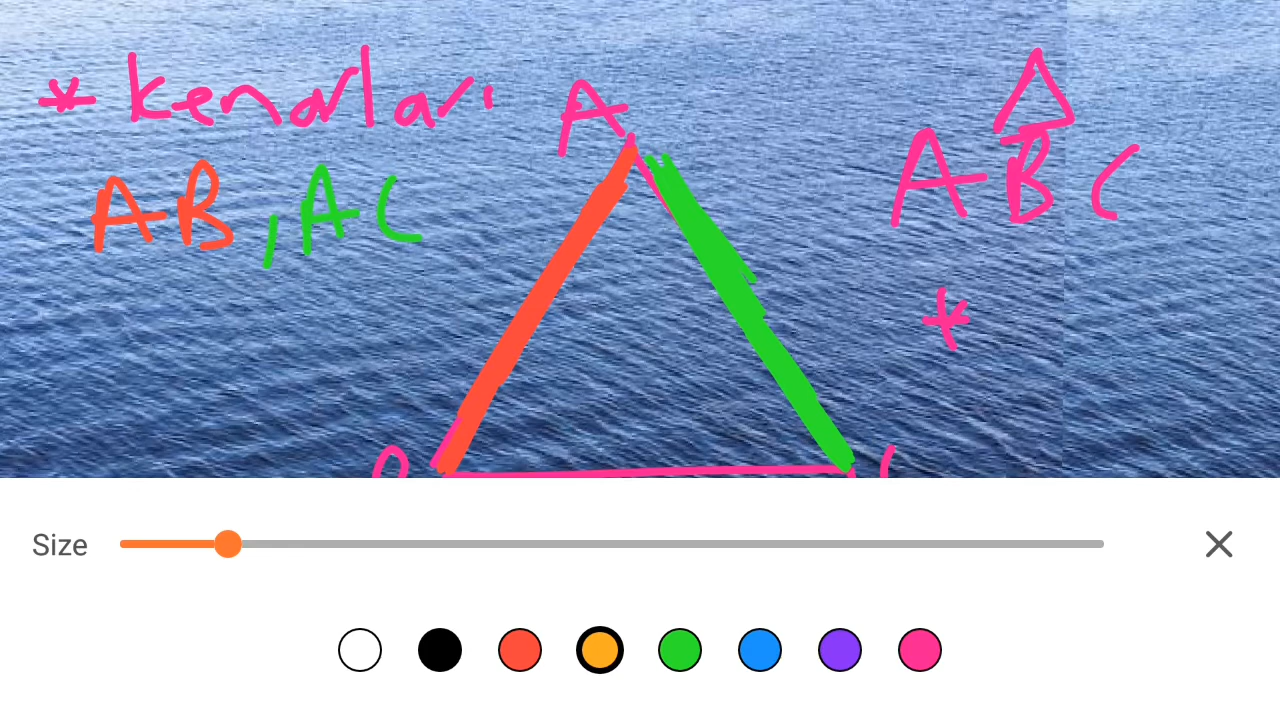 * kenarları
AB, AC
A
△
ABC
*
B C
Size